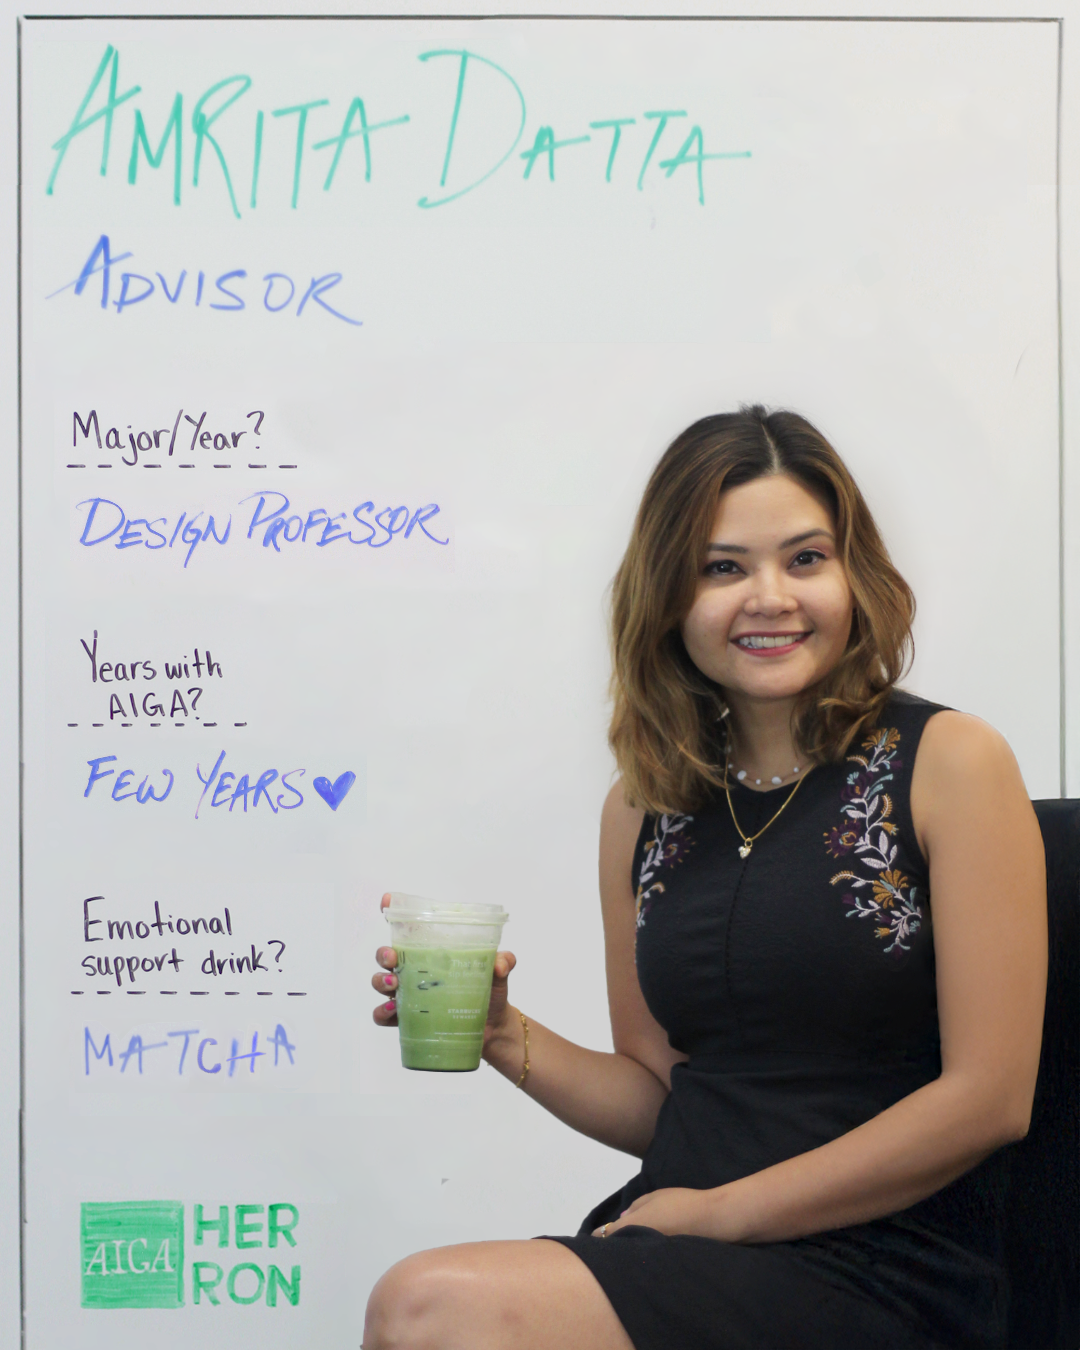 AMRITA DATTA
ADVISOR
Major/Year?
DESIGN PROFESSOR
Years with
AIGA?
FEW YEARS
Emotional
support drink?
MATCHA
AIGA
HER
RON